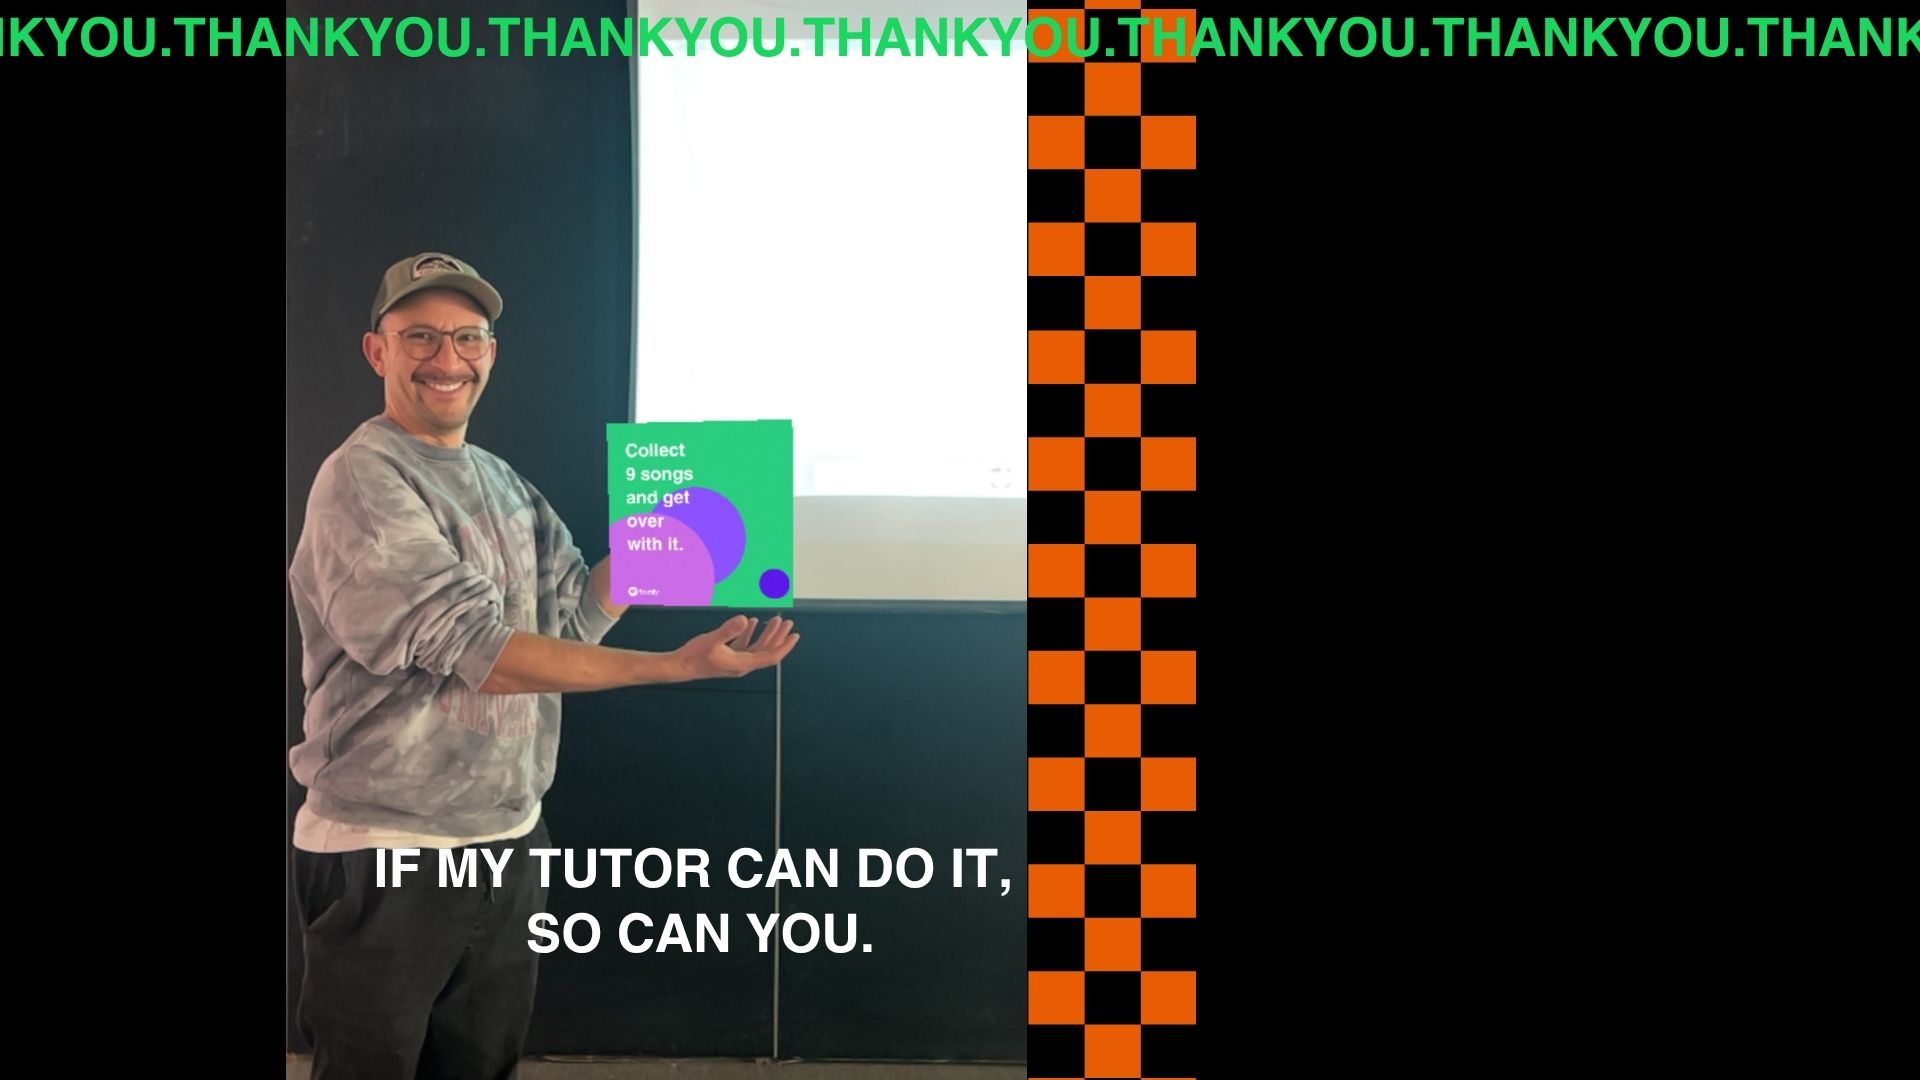 NKYOU.THANKYOU.THANKYOU.THANKYOU.THANKYOU.THANKYOU.THANK
Collect
9 songs
and get
over
with it.
Spotify
IF MY TUTOR CAN DO IT,
SO CAN YOU.